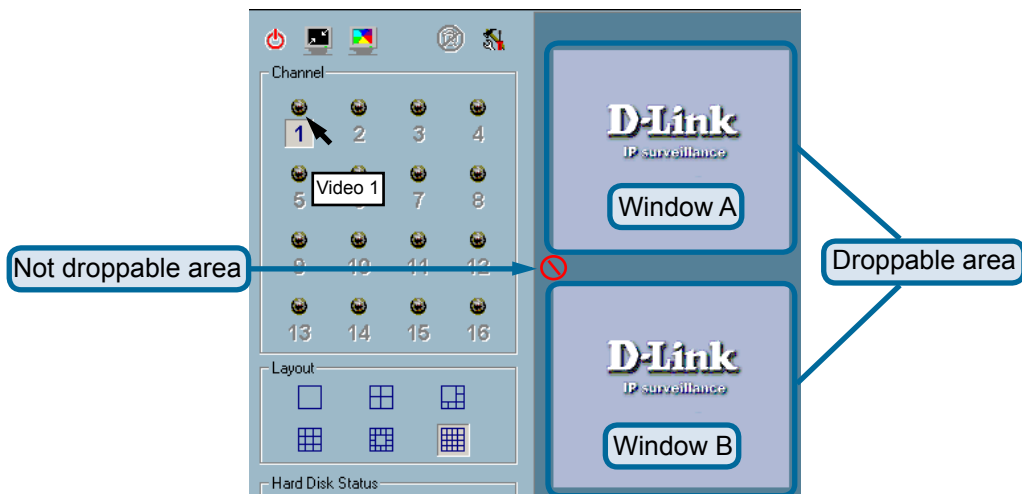 Channel
1 2 3 4
Video 1
5 7 8
9 10 11 12
13 14 15 16
Layout
Hard Disk Status
D-Link
IP surveillance
Window A
Not droppable area
Droppable area
D-Link
IP surveillance
Window B